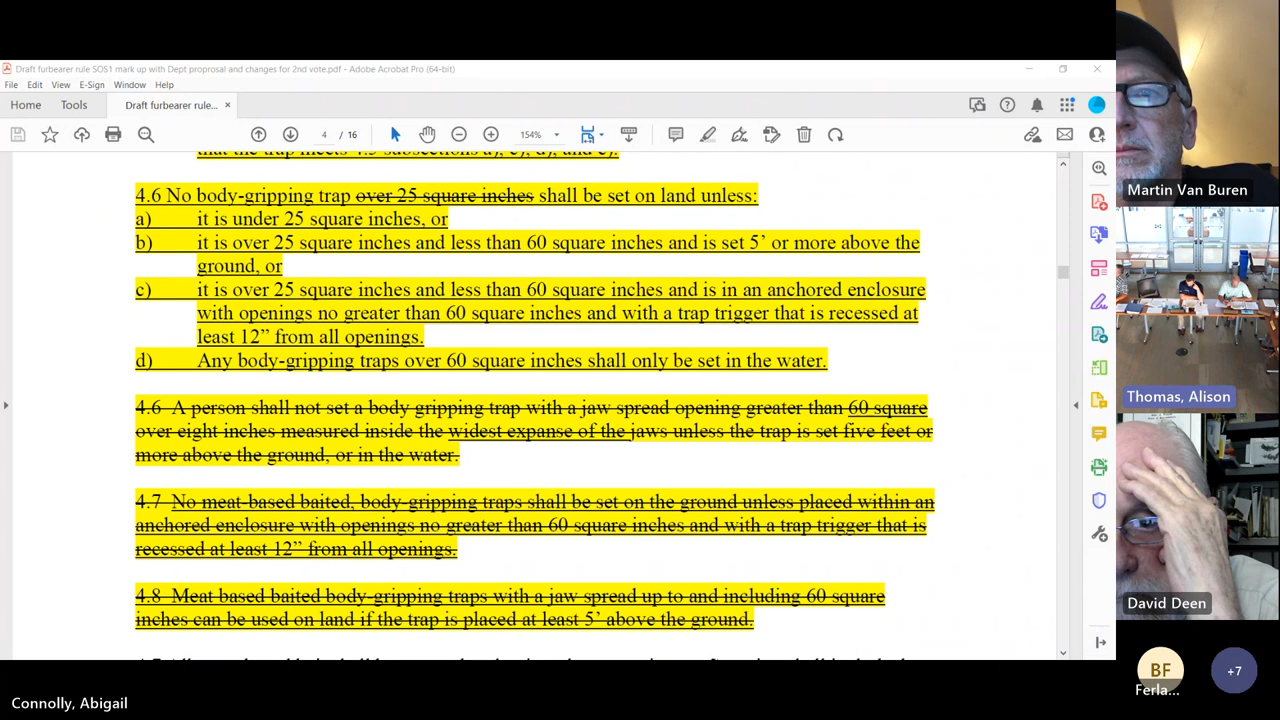 Draft furbearer rule SOS1 mark up with Dept proprosal and changes for 2nd vote.pdf - Adobe Acrobat Pro (64-bit)
File Edit View E-Sign Window Help
Home Tools Draft furbearer rule... ×
4 / 16 154%
that the trap meets 4.5 subsections a), c), d), and e).
4.6 No body-gripping trap over 25 square inches shall be set on land unless:
a) it is under 25 square inches, or
b) it is over 25 square inches and less than 60 square inches and is set 5’ or more above the
ground, or
c) it is over 25 square inches and less than 60 square inches and is in an anchored enclosure
with openings no greater than 60 square inches and with a trap trigger that is recessed at
least 12” from all openings.
d) Any body-gripping traps over 60 square inches shall only be set in the water.
4.6 A person shall not set a body gripping trap with a jaw spread opening greater than 60 square
over eight inches measured inside the widest expanse of the jaws unless the trap is set five feet or
more above the ground, or in the water.
4.7 No meat-based baited, body-gripping traps shall be set on the ground unless placed within an
anchored enclosure with openings no greater than 60 square inches and with a trap trigger that is
recessed at least 12” from all openings.
4.8 Meat based baited body-gripping traps with a jaw spread up to and including 60 square
inches can be used on land if the trap is placed at least 5’ above the ground.
Martin Van Buren
Thomas, Alison
David Deen
BF
Ferla...
+7
Connolly, Abigail